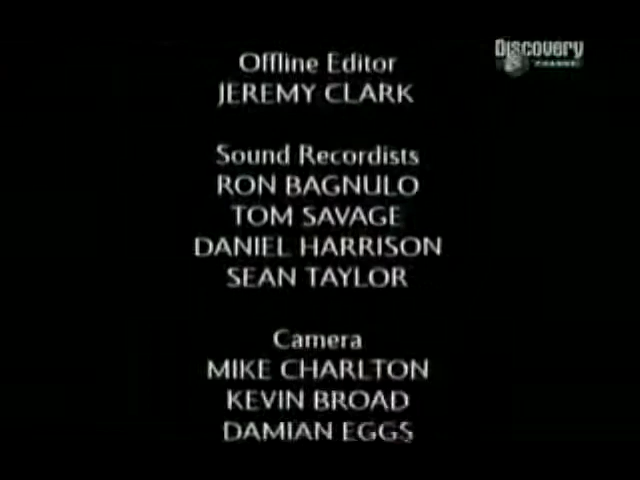 Discovery
CHANNEL
Offline Editor
JEREMY CLARK
Sound Recordists
RON BAGNULO
TOM SAVAGE
DANIEL HARRISON
SEAN TAYLOR
Camera
MIKE CHARLTON
KEVIN BROAD
DAMIAN EGGS